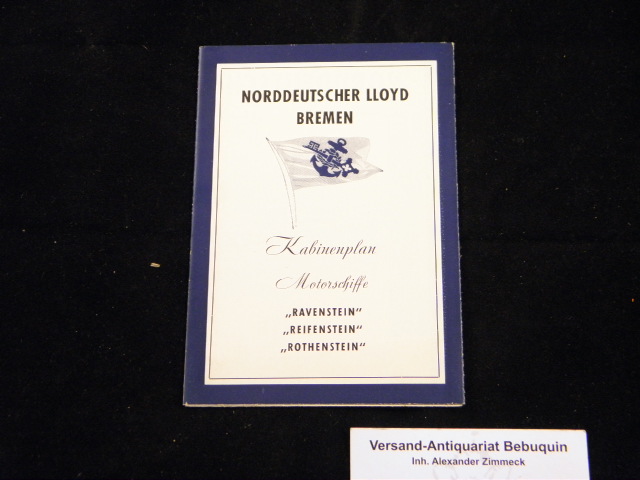 NORDDEUTSCHER LLOYD
BREMEN
Kabinenplan
Motorschiffe
„RAVENSTEIN“
„REIFENSTEIN“
„ROTHENSTEIN“
Versand-Antiquariat Bebuquin
Inh. Alexander Zimmeck